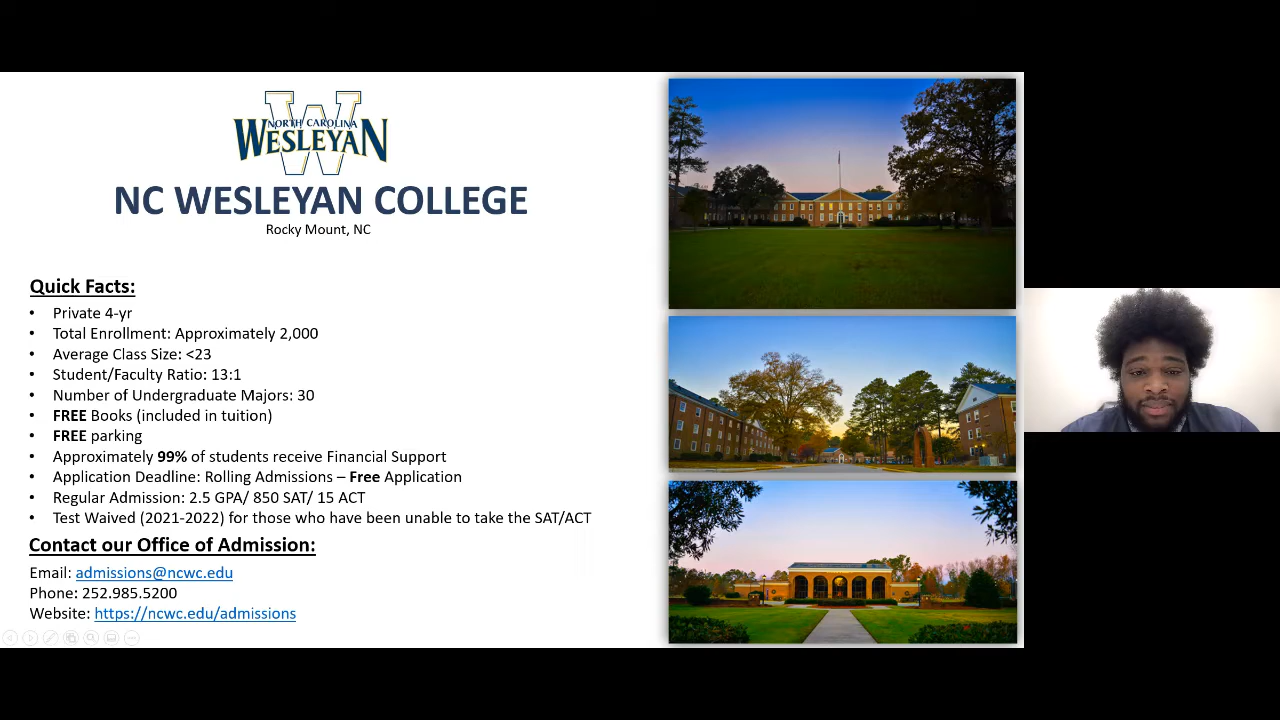 NORTH CAROLINA
WESLEYAN
NC WESLEYAN COLLEGE
Rocky Mount, NC
Quick Facts:
• Private 4-yr
• Total Enrollment: Approximately 2,000
• Average Class Size: <23
• Student/Faculty Ratio: 13:1
• Number of Undergraduate Majors: 30
• FREE Books (included in tuition)
• FREE parking
• Approximately 99% of students receive Financial Support
• Application Deadline: Rolling Admissions – Free Application
• Regular Admission: 2.5 GPA/ 850 SAT/ 15 ACT
• Test Waived (2021-2022) for those who have been unable to take the SAT/ACT
Contact our Office of Admission:
Email: admissions@ncwc.edu
Phone: 252.985.5200
Website: https://ncwc.edu/admissions